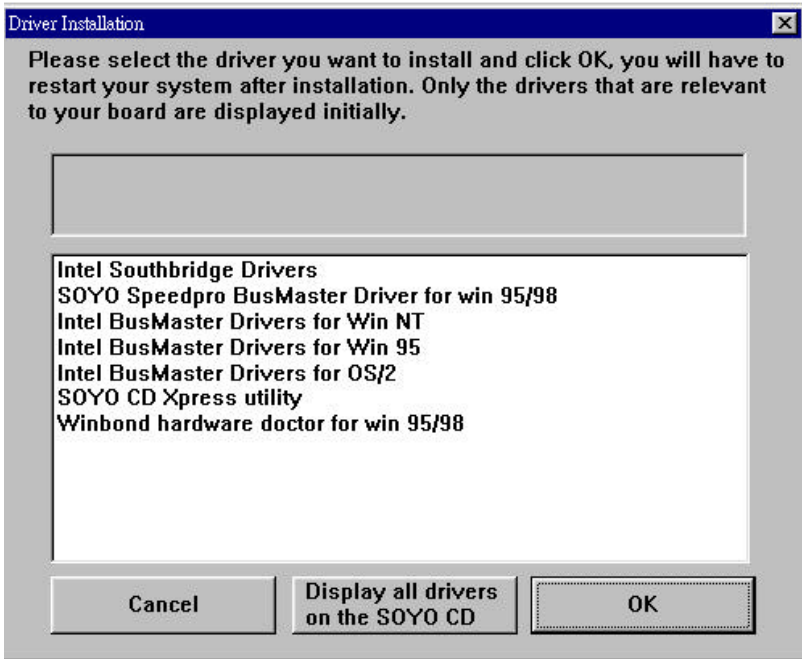 Driver Installation
Please select the driver you want to install and click OK, you will have to
restart your system after installation. Only the drivers that are relevant
to your board are displayed initially.
Intel Southbridge Drivers
SOYO Speedpro BusMaster Driver for win 95/98
Intel BusMaster Drivers for Win NT
Intel BusMaster Drivers for Win 95
Intel BusMaster Drivers for OS/2
SOYO CD Xpress utility
Winbond hardware doctor for win 95/98
Cancel
Display all drivers
on the SOYO CD
OK